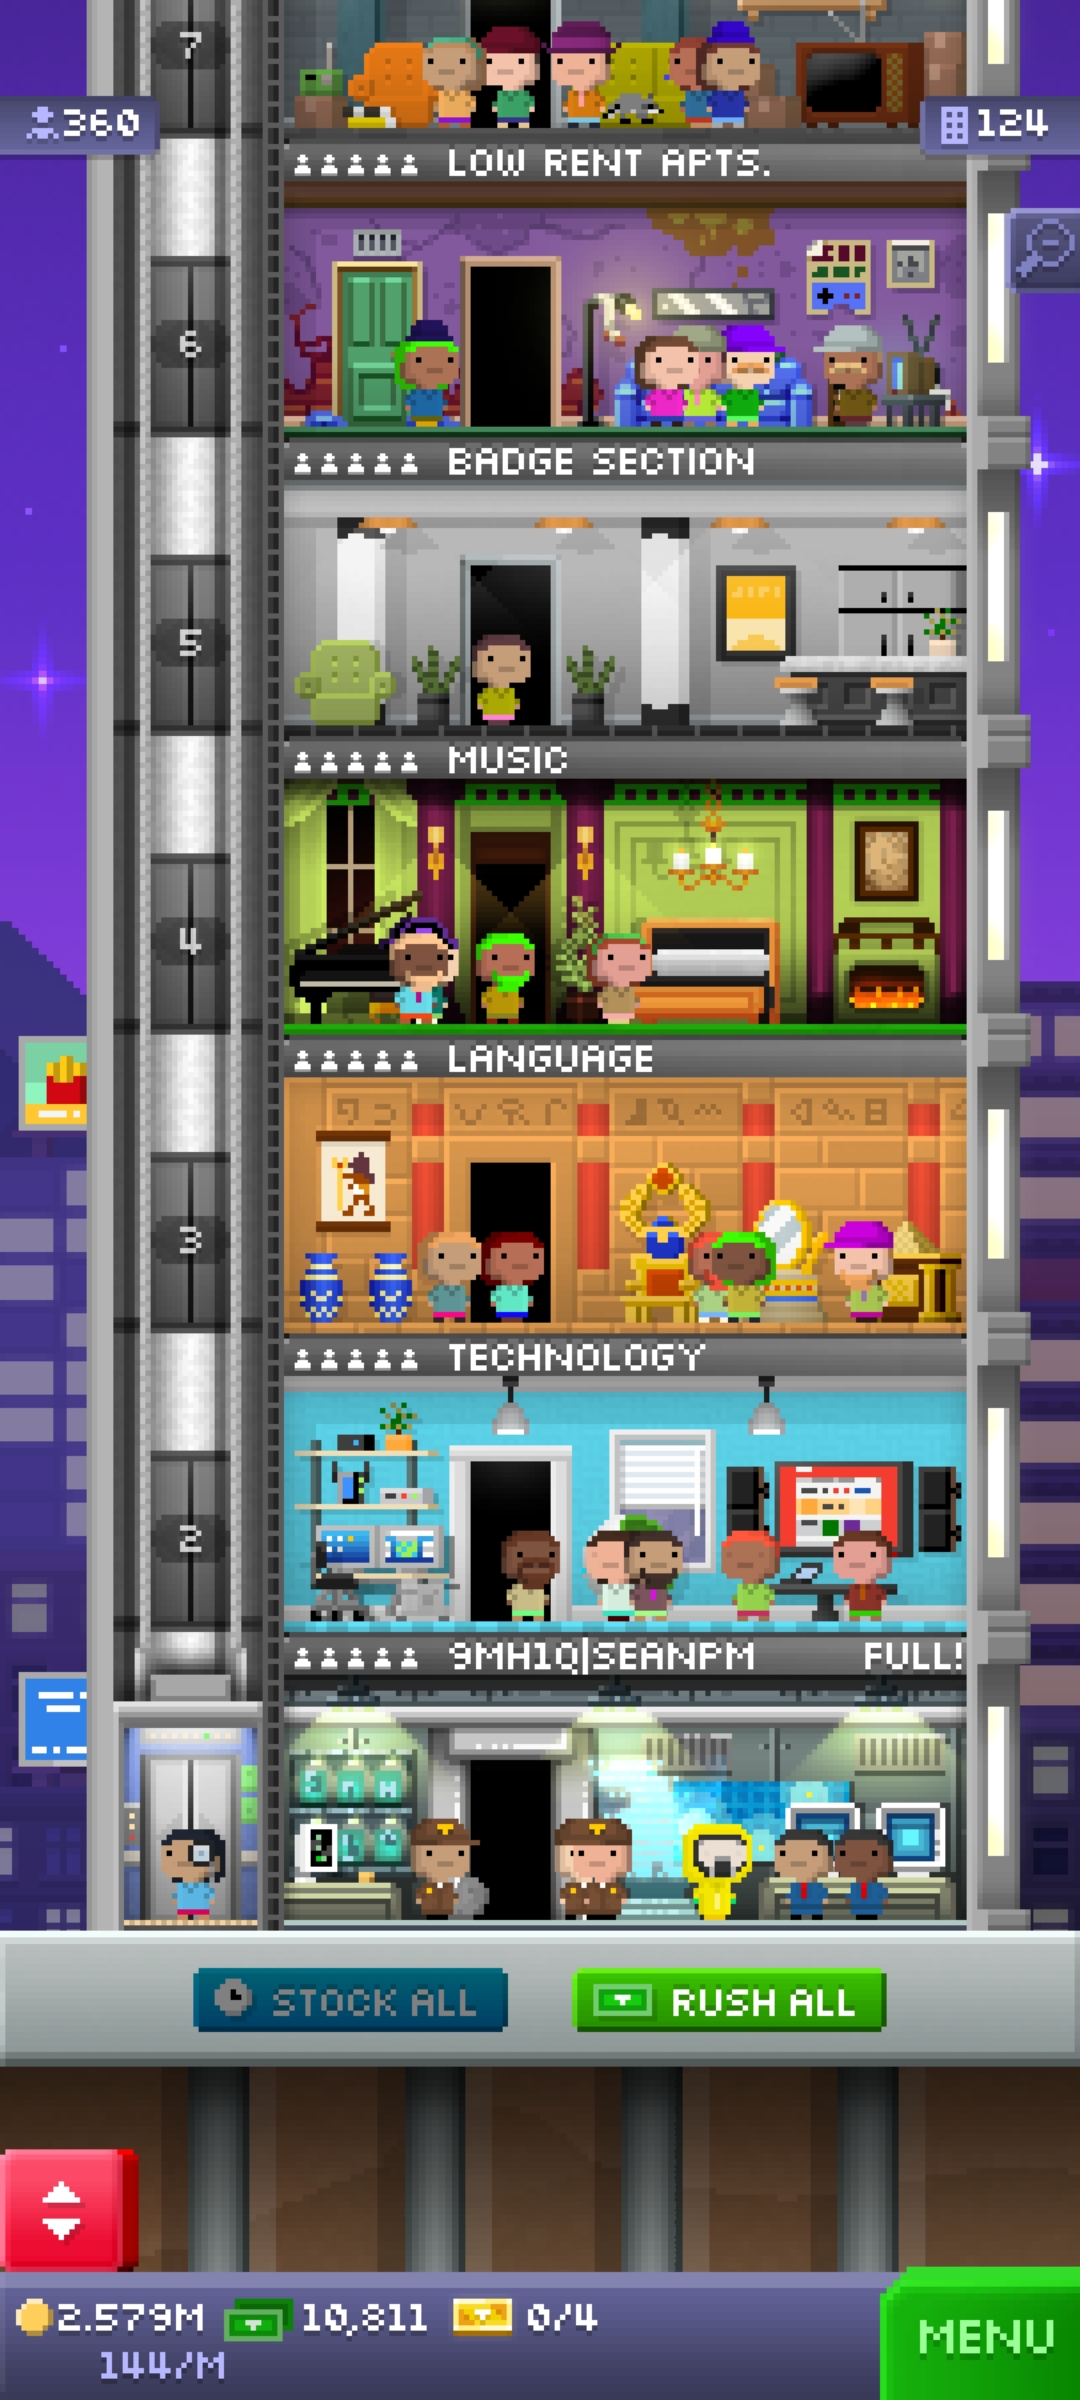 7
360
124
LOW RENT APTS.
6
BADGE SECTION
5
MUSIC
4
LANGUAGE
3
TECHNOLOGY
2
9MH1Q|SEANPM FULL!
STOCK ALL
RUSH ALL
2.579M 10,811 0/4
144/M
MENU